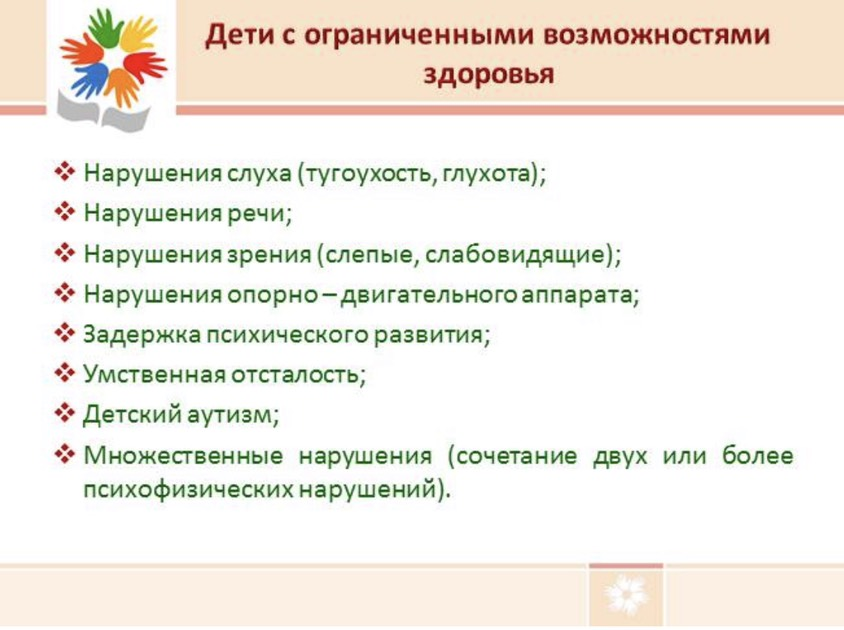 Дети с ограниченными возможностями
здоровья
❖ Нарушения слуха (тугоухость, глухота);
❖ Нарушения речи;
❖ Нарушения зрения (слепые, слабовидящие);
❖ Нарушения опорно – двигательного аппарата;
❖ Задержка психического развития;
❖ Умственная отсталость;
❖ Детский аутизм;
❖ Множественные нарушения (сочетание двух или более
психофизических нарушений).